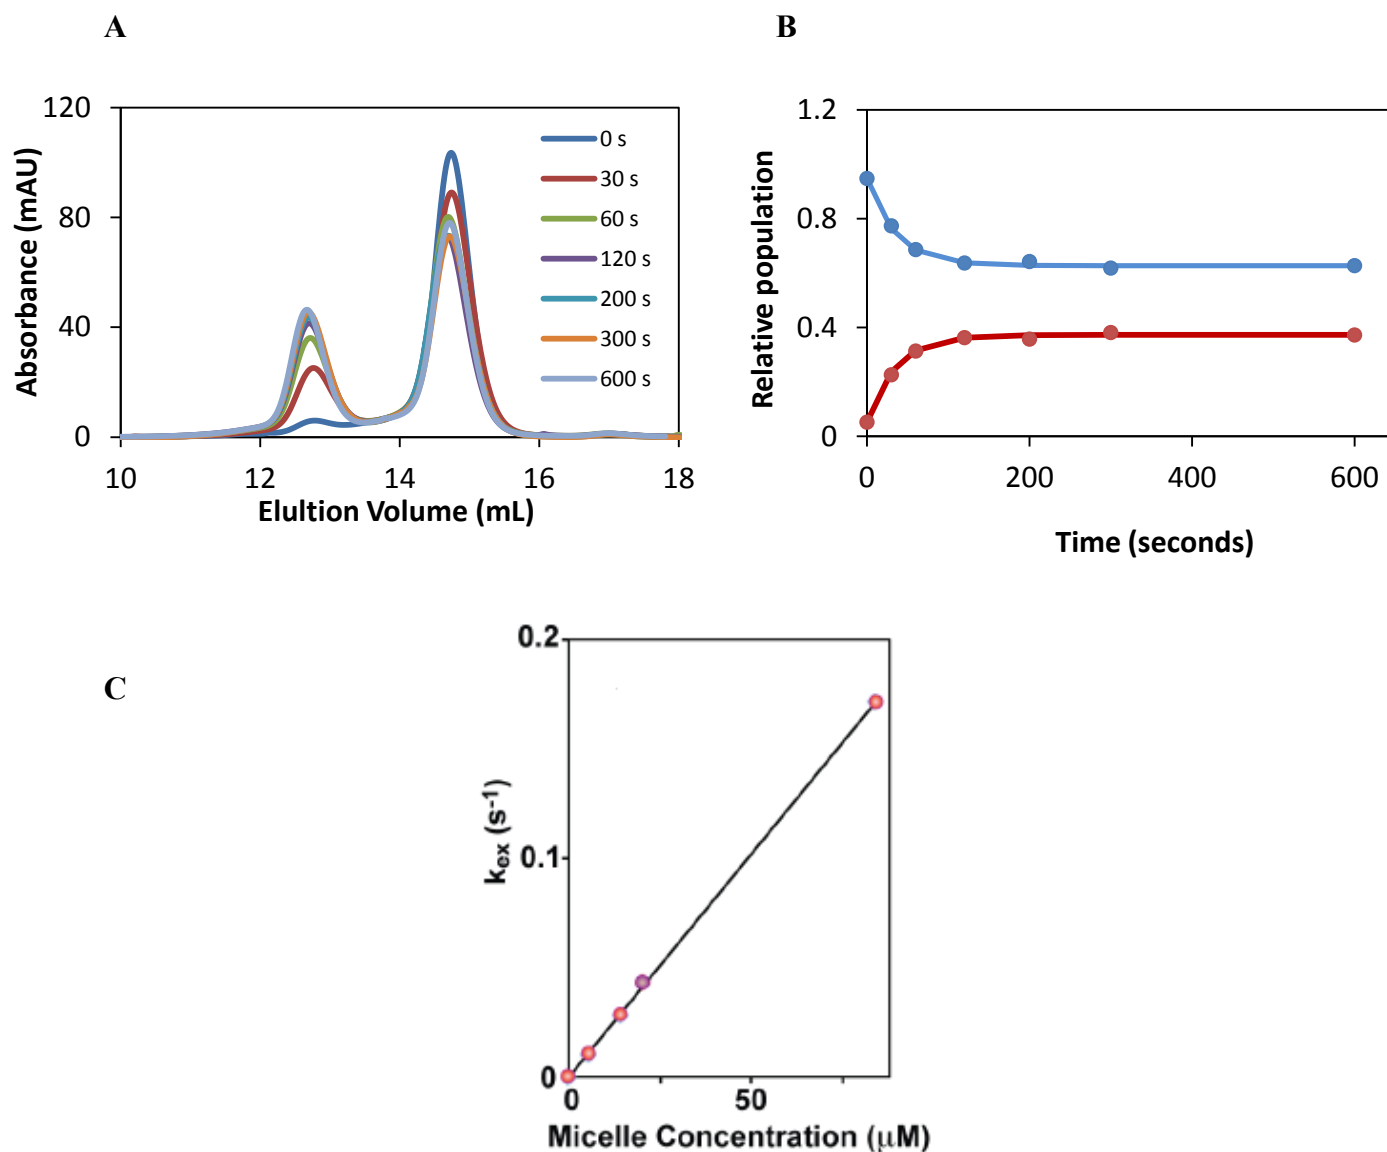 A
B
120
80
40
0
10
12
14
16
18
Absorbance (mAU)
Elultion Volume (mL)
0 s
30 s
60 s
120 s
200 s
300 s
600 s
1.2
0.8
0.4
0
0
200
400
600
Relative population
Time (seconds)
C
0.2
0.1
0
0
50
kex (s-1)
Micelle Concentration (μM)